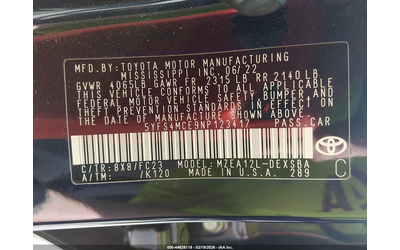 MFD. BY: TOYOTA MOTOR MANUFACTURING
MISSISSIPPI INC. 06/22
GVWR 4065LB GAWR FR 2315 LB RR 2140 LB
THIS VEHICLE CONFORMS TO ALL APPLICABLE
FEDERAL MOTOR VEHICLE SAFETY, BUMPER AND
THEFT PREVENTION STANDARDS IN EFFECT ON
THE DATE OF MANUFACTURE SHOWN ABOVE.
5YFS4MCE9NP123417 PASS.CAR
TOYOTA
C/TR: 8X8/FC23 MODEL: MZEA12L-DEXSBA
A/TM: /K120 MADE IN U.S.A. 289
C